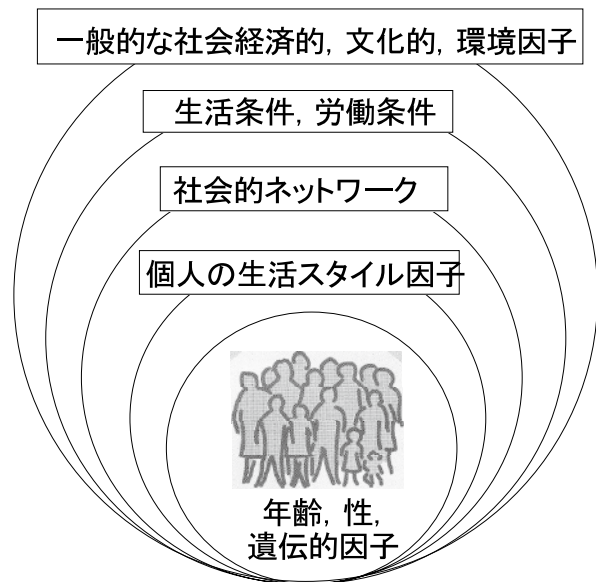 一般的な社会経済的，文化的，環境因子
生活条件，労働条件
社会的ネットワーク
個人の生活スタイル因子
年齢，性，
遺伝的因子